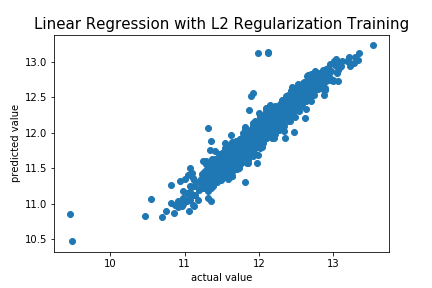 Linear Regression with L2 Regularization Training
13.0
12.5
12.0
11.5
11.0
10.5
predicted value
10 11 12 13
actual value